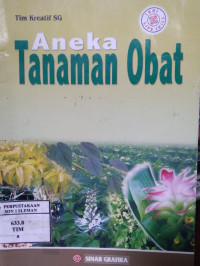 Tim Kreatif SG
Aneka
Tanaman Obat
PERPUSTAKAAN
633.8
TIM
a
SINAR GRAFIKA